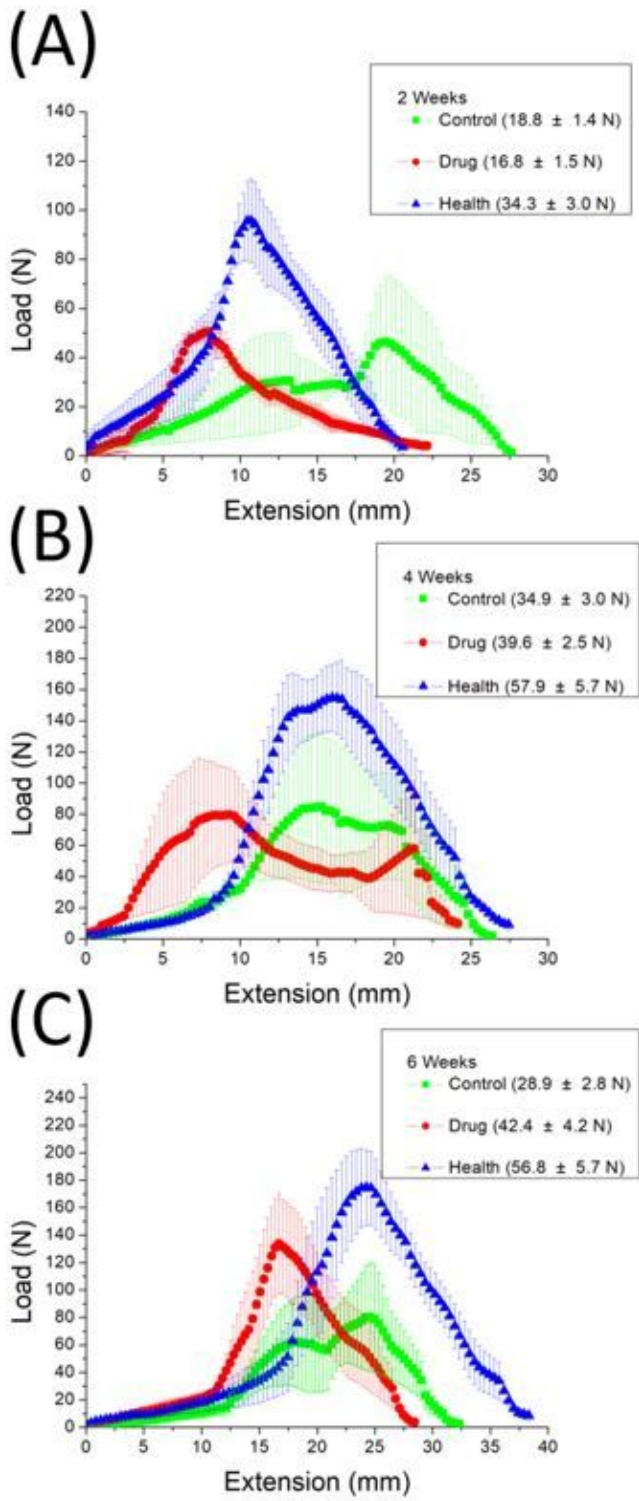 (A)
2 Weeks
Control (18.8 ± 1.4 N)
Drug (16.8 ± 1.5 N)
Health (34.3 ± 3.0 N)
140
120
100
80
60
40
20
0
Load (N)
0 5 10 15 20 25 30
Extension (mm)
(B)
4 Weeks
Control (34.9 ± 3.0 N)
Drug (39.6 ± 2.5 N)
Health (57.9 ± 5.7 N)
220
200
180
160
140
120
100
80
60
40
20
0
Load (N)
0 5 10 15 20 25 30
Extension (mm)
(C)
6 Weeks
Control (28.9 ± 2.8 N)
Drug (42.4 ± 4.2 N)
Health (56.8 ± 5.7 N)
240
220
200
180
160
140
120
100
80
60
40
20
0
Load (N)
0 5 10 15 20 25 30 35 40
Extension (mm)